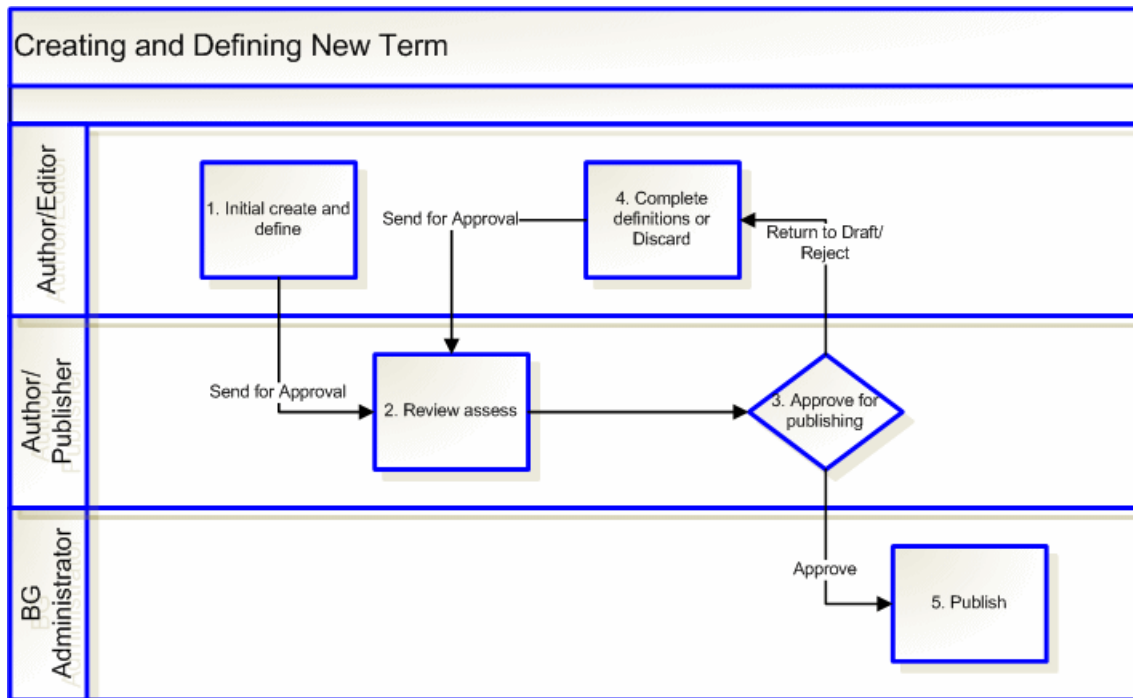 Creating and Defining New Term
Author/Editor
1. Initial create and
define
Send for Approval
4. Complete
definitions or
Discard
Return to Draft/
Reject
Author/
Publisher
Send for Approval
2. Review assess
3. Approve for
publishing
BG
Administrator
Approve
5. Publish